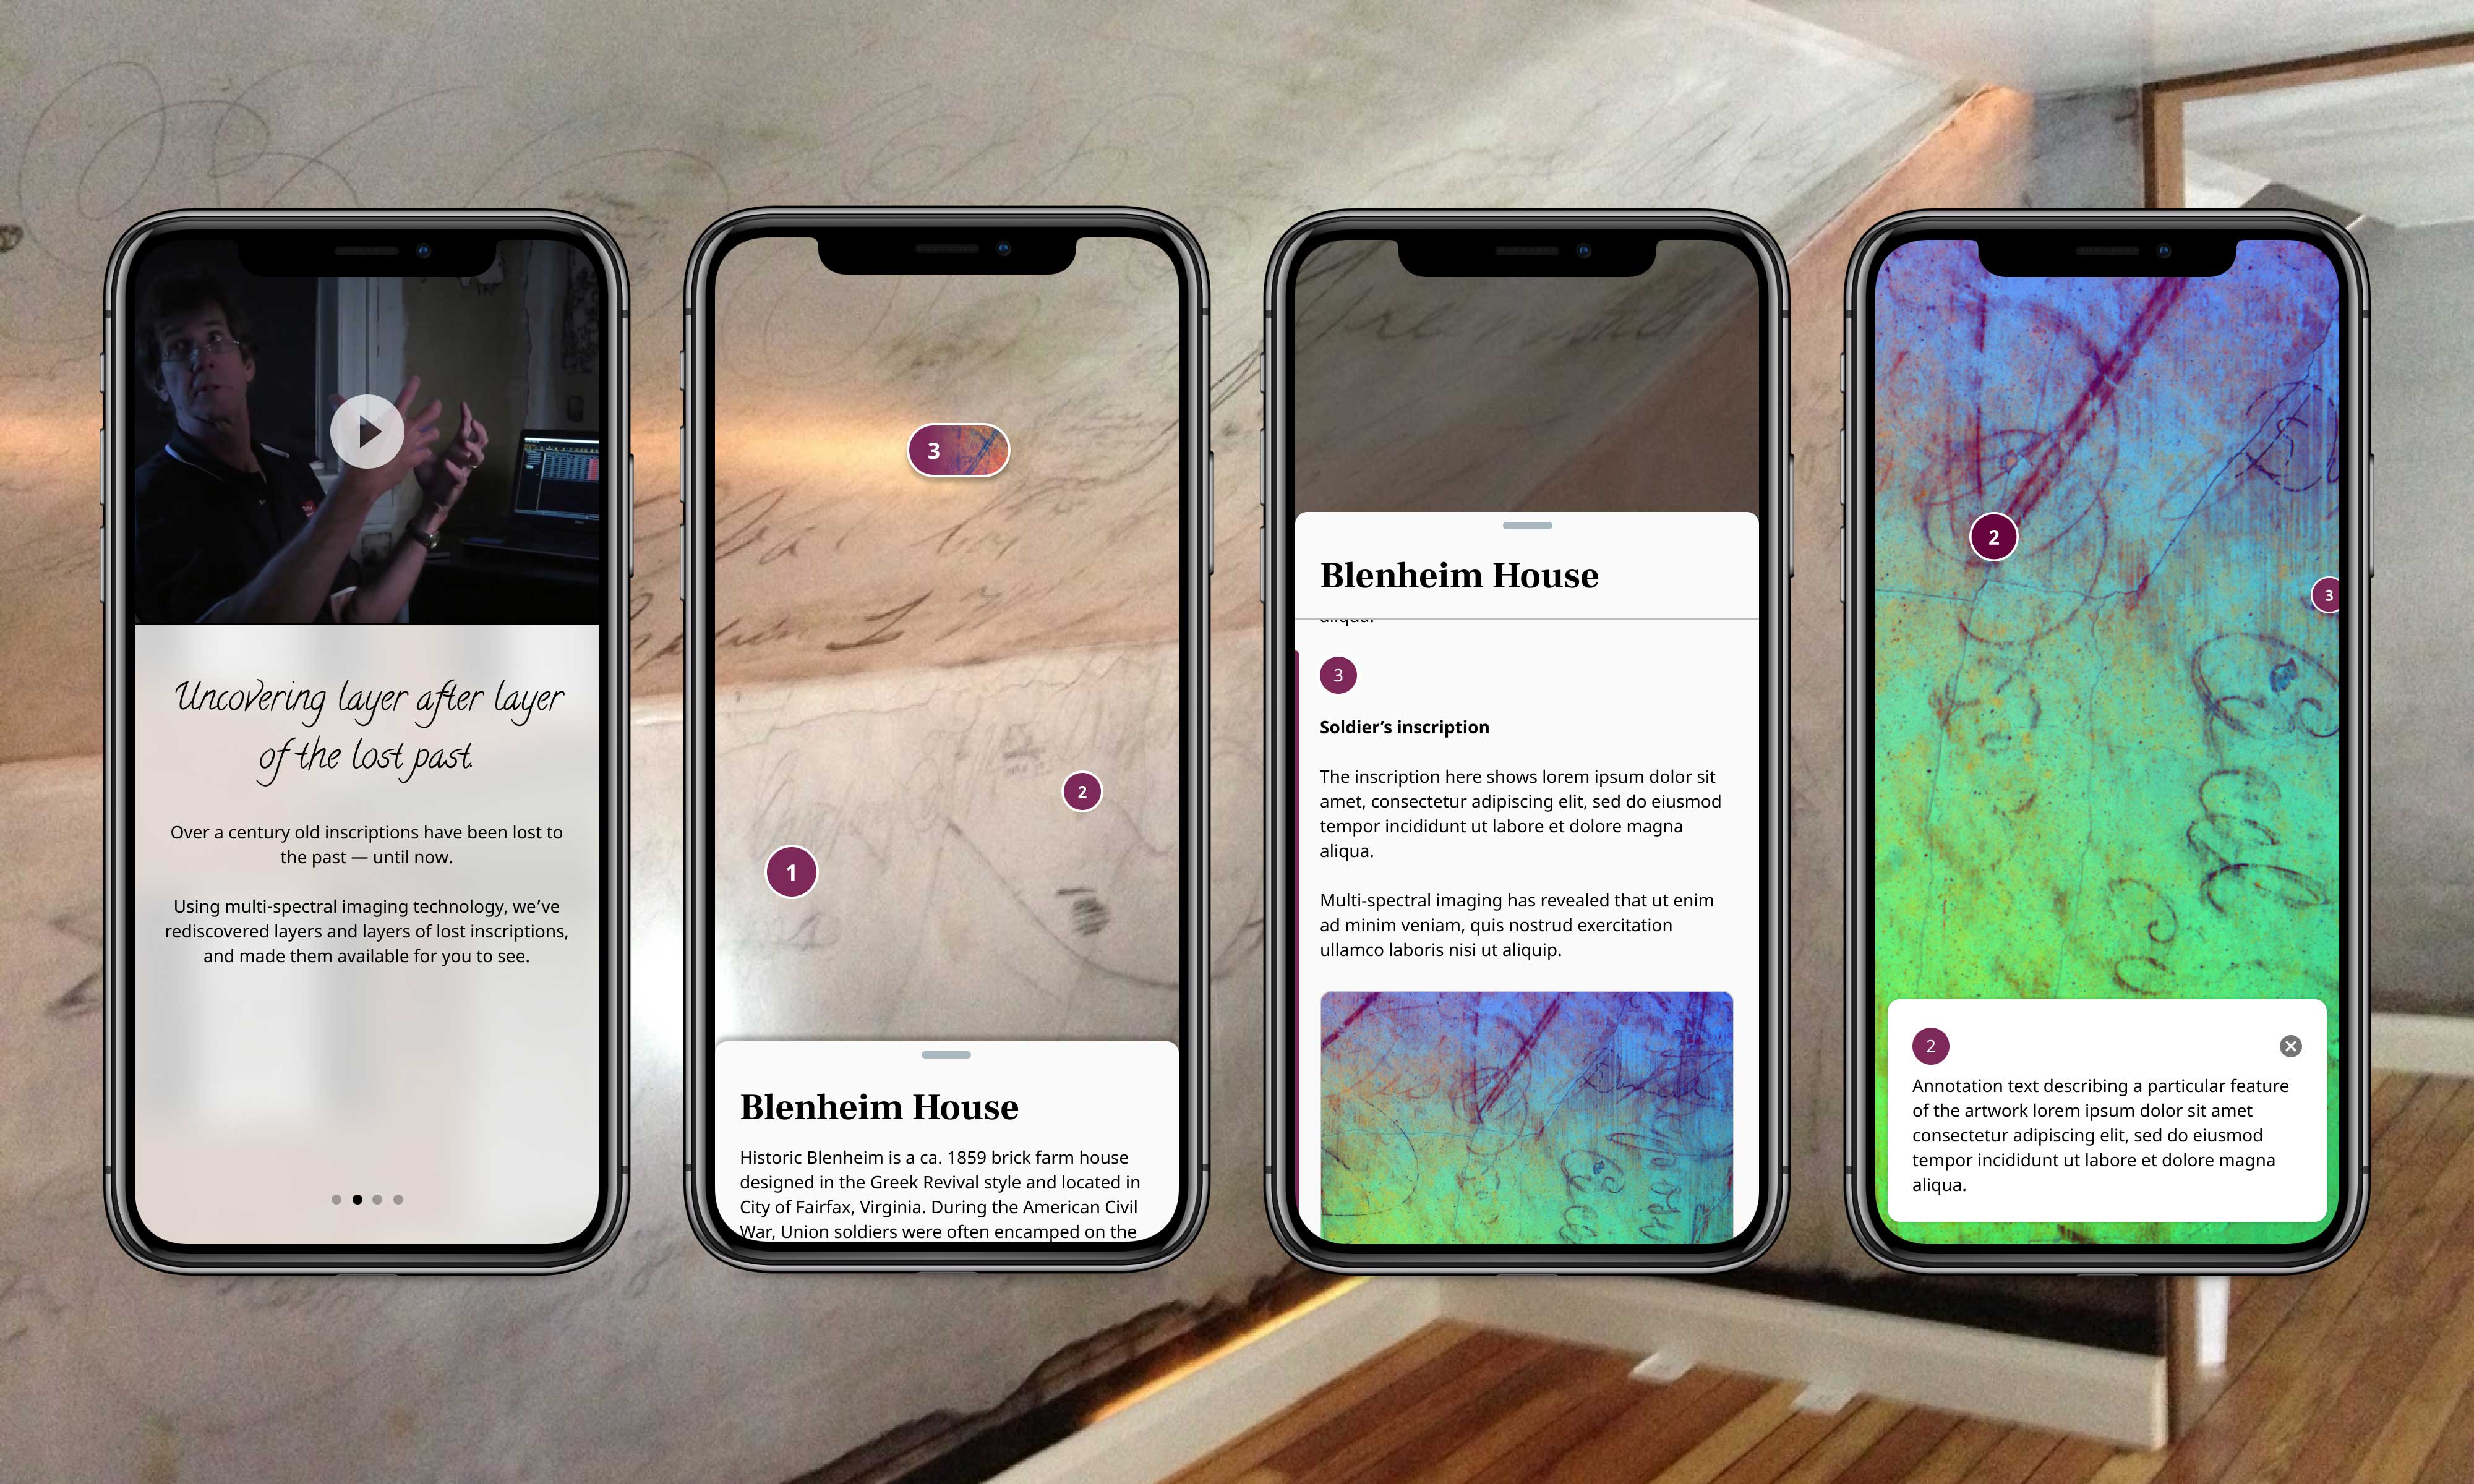 Uncovering layer after layer
of the lost past.
Over a century old inscriptions have been lost to
the past — until now.
Using multi-spectral imaging technology, we’ve
rediscovered layers and layers of lost inscriptions,
and made them available for you to see.
3
2
1
Blenheim House
Historic Blenheim is a ca. 1859 brick farm house
designed in the Greek Revival style and located in
City of Fairfax, Virginia. During the American Civil
War, Union soldiers were often encamped on the
Blenheim House
aliqua.
3
Soldier’s inscription
The inscription here shows lorem ipsum dolor sit
amet, consectetur adipiscing elit, sed do eiusmod
tempor incididunt ut labore et dolore magna
aliqua.
Multi-spectral imaging has revealed that ut enim
ad minim veniam, quis nostrud exercitation
ullamco laboris nisi ut aliquip.
2
3
2
Annotation text describing a particular feature
of the artwork lorem ipsum dolor sit amet
consectetur adipiscing elit, sed do eiusmod
tempor incididunt ut labore et dolore magna
aliqua.